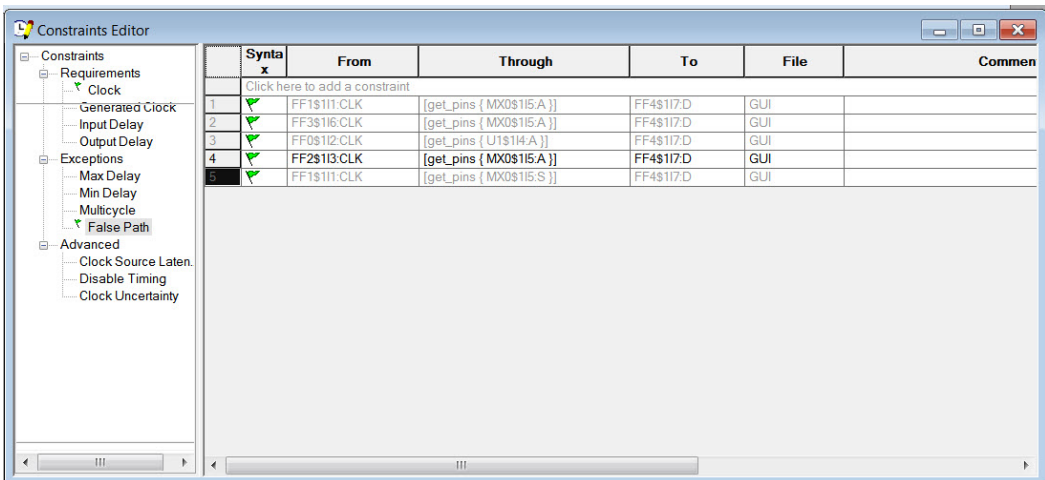 Constraints Editor
Constraints
Requirements
Clock
Generated Clock
Input Delay
Output Delay
Exceptions
Max Delay
Min Delay
Multicycle
False Path
Advanced
Clock Source Laten.
Disable Timing
Clock Uncertainty
Synta
x From Through To File Commen
Click here to add a constraint
1 FF1$1I1:CLK [get_pins { MX0$1I5:A }] FF4$1I7:D GUI
2 FF3$1I6:CLK [get_pins { MX0$1I5:A }] FF4$1I7:D GUI
3 FF0$1I2:CLK [get_pins { U1$1I4:A }] FF4$1I7:D GUI
4 FF2$1I3:CLK [get_pins { MX0$1I5:A }] FF4$1I7:D GUI
5 FF1$1I1:CLK [get_pins { MX0$1I5:S }] FF4$1I7:D GUI